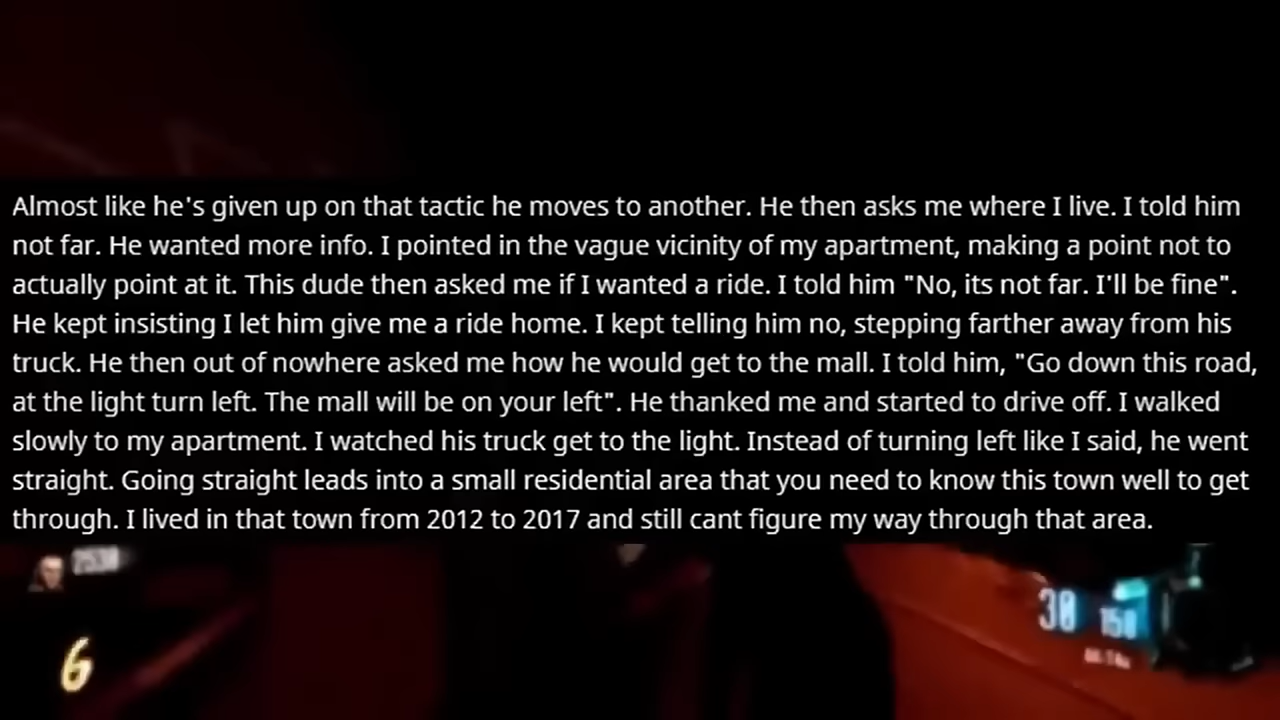 Almost like he's given up on that tactic he moves to another. He then asks me where I live. I told him
not far. He wanted more info. I pointed in the vague vicinity of my apartment, making a point not to
actually point at it. This dude then asked me if I wanted a ride. I told him "No, its not far. I'll be fine".
He kept insisting I let him give me a ride home. I kept telling him no, stepping farther away from his
truck. He then out of nowhere asked me how he would get to the mall. I told him, "Go down this road,
at the light turn left. The mall will be on your left". He thanked me and started to drive off. I walked
slowly to my apartment. I watched his truck get to the light. Instead of turning left like I said, he went
straight. Going straight leads into a small residential area that you need to know this town well to get
through. I lived in that town from 2012 to 2017 and still cant figure my way through that area.
30 150
6